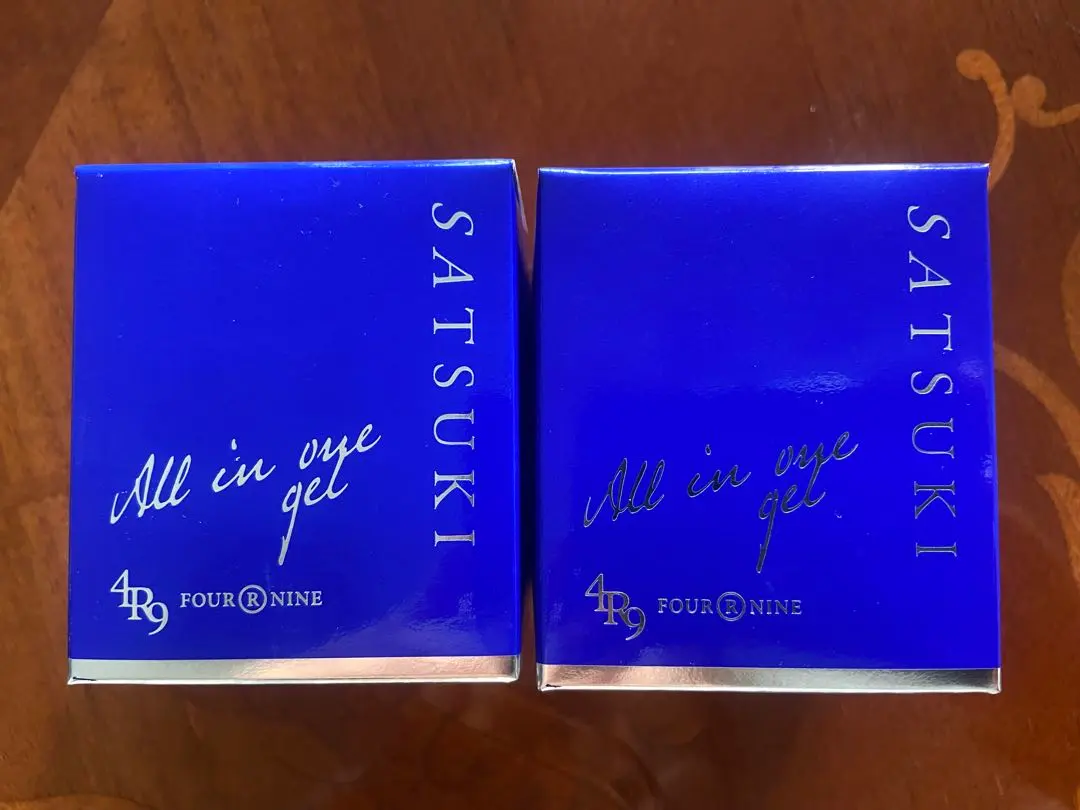 SATSUKI
All in one
gel
4R9 FOUR R NINE
SATSUKI
All in one
gel
4R9 FOUR R NINE